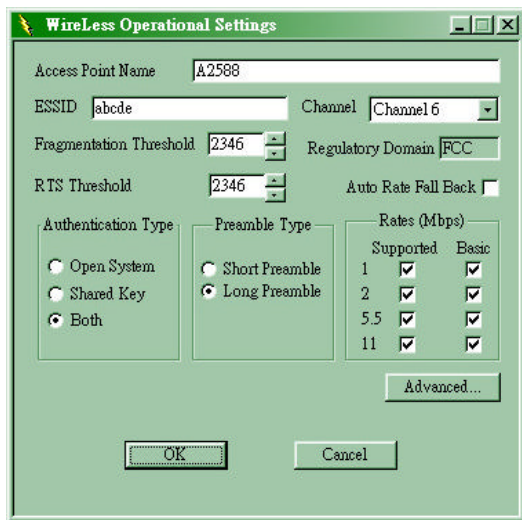 WireLess Operational Settings
Access Point Name A2588
ESSID abcde Channel Channel 6
Fragmentation Threshold 2346 Regulatory Domain FCC
RTS Threshold 2346 Auto Rate Fall Back
Authentication Type Preamble Type Rates (Mbps)
Supported Basic
Open System Short Preamble 1
Shared Key Long Preamble 2
Both 5.5
11
Advanced...
OK Cancel